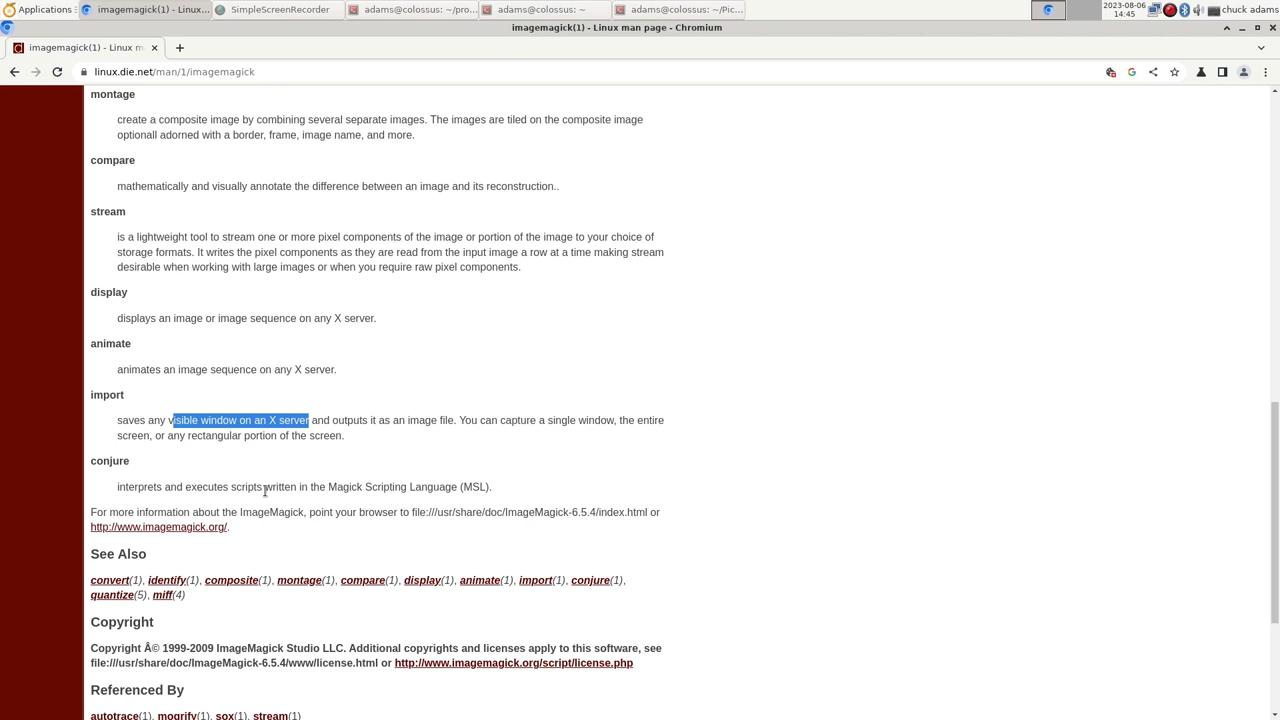 Applications
imagemagick(1) - Linux...
SimpleScreenRecorder
adams@colossus: ~/pro...
adams@colossus: ~
adams@colossus: ~/Pic...
2023-08-06
14:45
chuck adams
imagemagick(1) - Linux man page - Chromium
imagemagick(1) - Linux m
linux.die.net/man/1/imagemagick
montage
create a composite image by combining several separate images. The images are tiled on the composite image
optionall adorned with a border, frame, image name, and more.
compare
mathematically and visually annotate the difference between an image and its reconstruction..
stream
is a lightweight tool to stream one or more pixel components of the image or portion of the image to your choice of
storage formats. It writes the pixel components as they are read from the input image a row at a time making stream
desirable when working with large images or when you require raw pixel components.
display
displays an image or image sequence on any X server.
animate
animates an image sequence on any X server.
import
saves any visible window on an X server and outputs it as an image file. You can capture a single window, the entire
screen, or any rectangular portion of the screen.
conjure
interprets and executes scripts written in the Magick Scripting Language (MSL).
For more information about the ImageMagick, point your browser to file:///usr/share/doc/ImageMagick-6.5.4/index.html or
http://www.imagemagick.org/.
See Also
convert(1), identify(1), composite(1), montage(1), compare(1), display(1), animate(1), import(1), conjure(1),
quantize(5), miff(4)
Copyright
Copyright Â© 1999-2009 ImageMagick Studio LLC. Additional copyrights and licenses apply to this software, see
file:///usr/share/doc/ImageMagick-6.5.4/www/license.html or http://www.imagemagick.org/script/license.php
Referenced By
autotrace(1), mogrify(1), sox(1), stream(1)